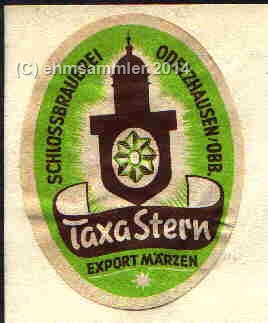 (C) ehmsammler 2014
SCHLOSSBRAUEREI ODELZHAUSEN/OBB.
TaxaStern
EXPORT MÄRZEN